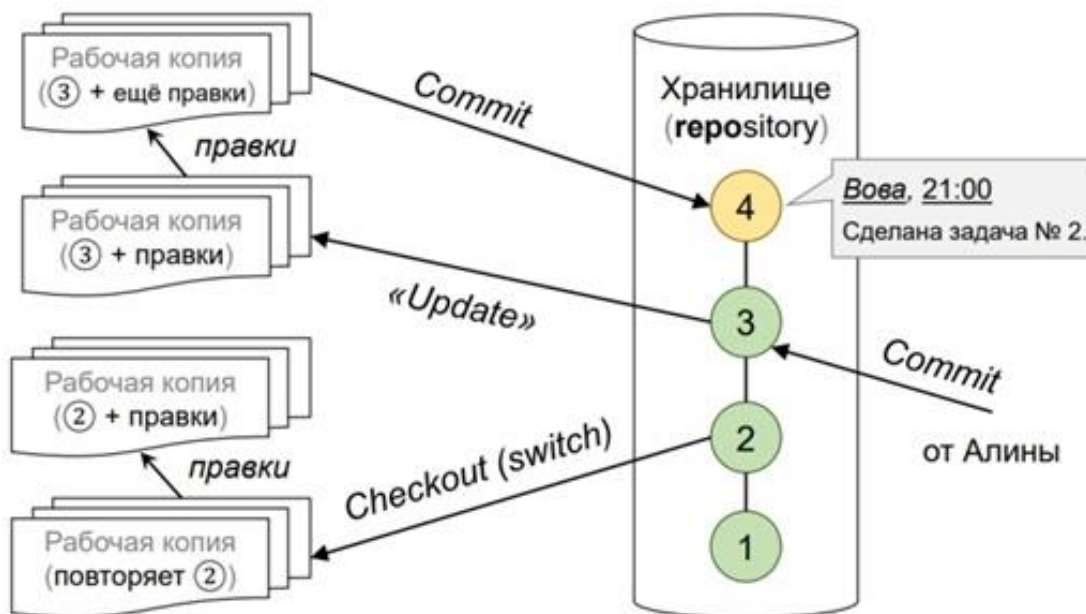 Рабочая копия
(③ + ещё правки)
правки
Рабочая копия
(③ + правки)
Рабочая копия
(② + правки)
правки
Рабочая копия
(повторяет ②)
Commit
«Update»
Checkout (switch)
Хранилище
(repository)
4
3
2
1
Вова, 21:00
Сделана задача № 2.
Commit
от Алины